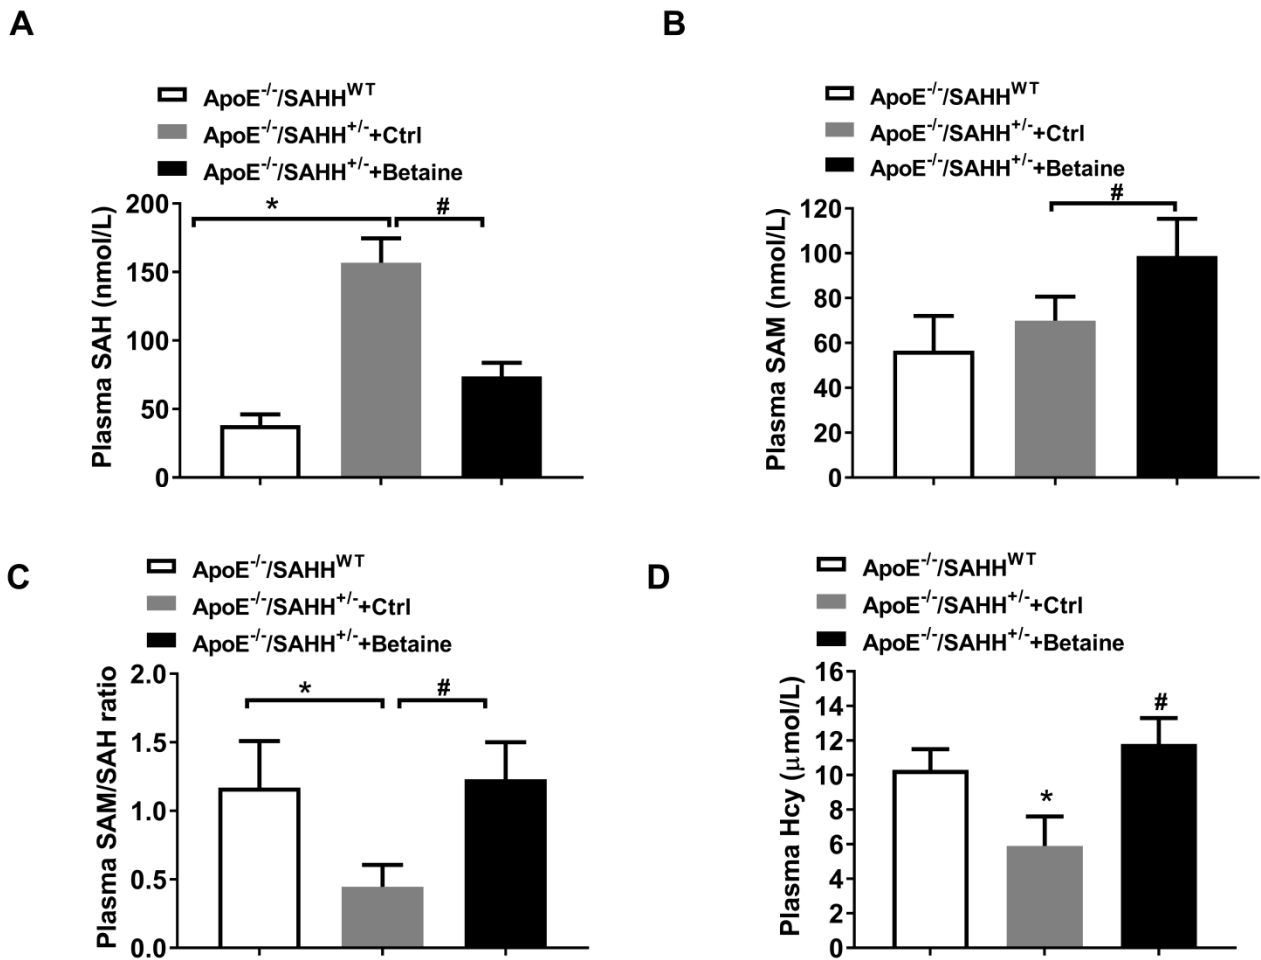 A
ApoE-/-/SAHHWT
ApoE-/-/SAHH+/-+Ctrl
ApoE-/-/SAHH+/-+Betaine
Plasma SAH (nmol/L)
200
150
100
50
0
*
#
B
ApoE-/-/SAHHWT
ApoE-/-/SAHH+/-+Ctrl
ApoE-/-/SAHH+/-+Betaine
Plasma SAM (nmol/L)
120
100
80
60
40
20
0
#
C
ApoE-/-/SAHHWT
ApoE-/-/SAHH+/-+Ctrl
ApoE-/-/SAHH+/-+Betaine
Plasma SAM/SAH ratio
2.0
1.5
1.0
0.5
0.0
*
#
D
ApoE-/-/SAHHWT
ApoE-/-/SAHH+/-+Ctrl
ApoE-/-/SAHH+/-+Betaine
Plasma Hcy (μmol/L)
16
14
12
10
8
6
4
2
0
*
#